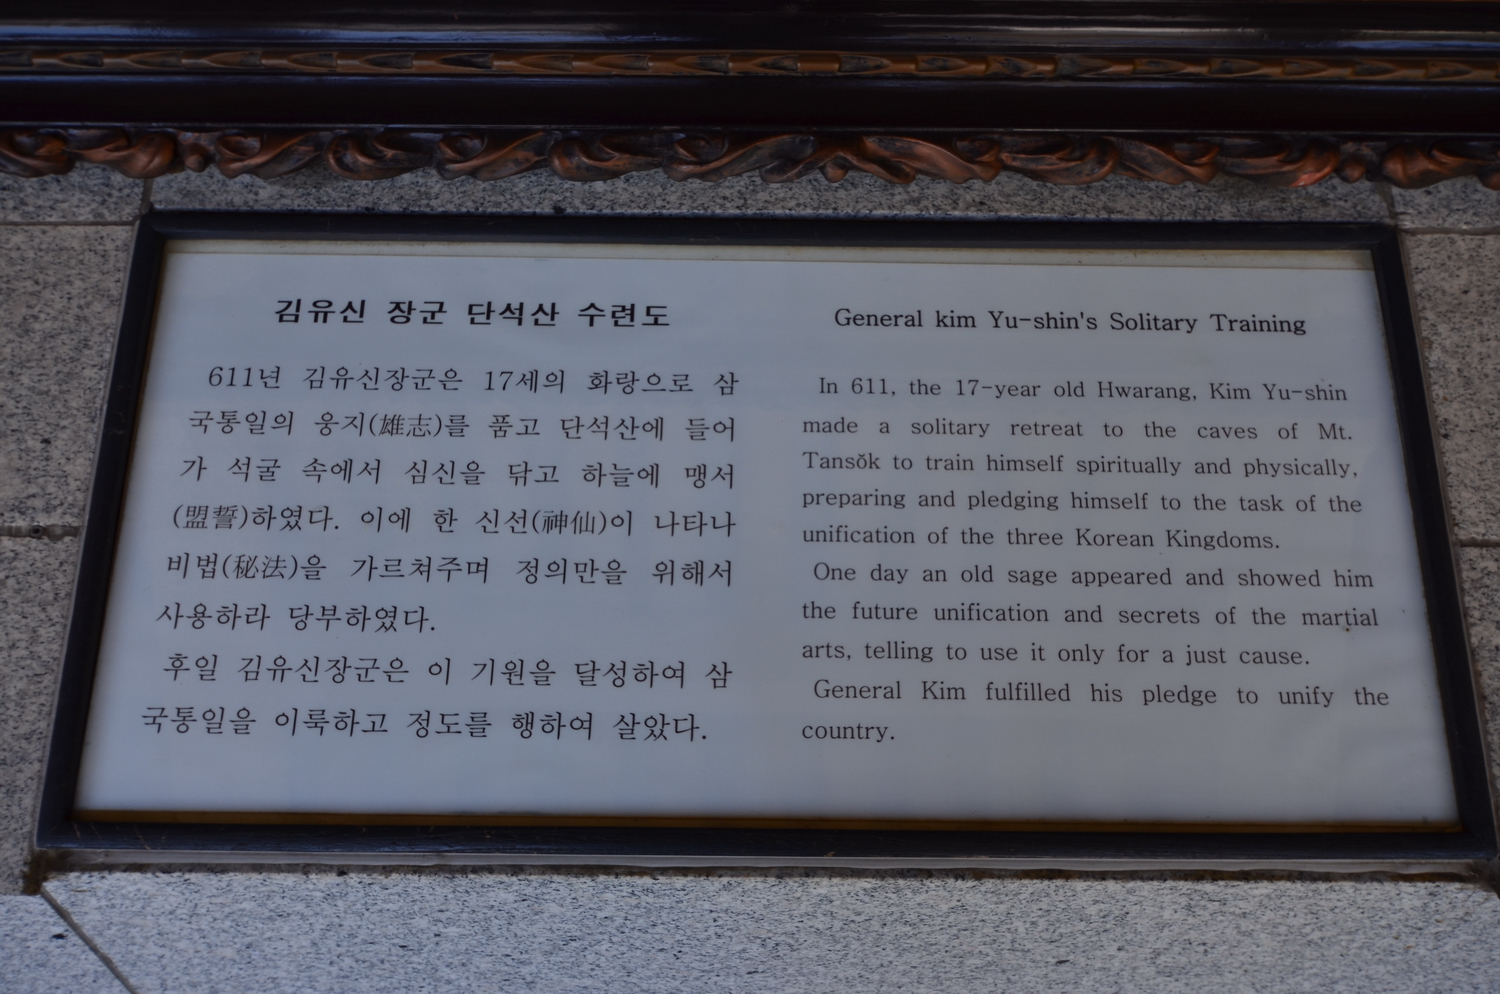 김유신 장군 단석산 수련도
611년 김유신장군은 17세의 화랑으로 삼
국통일의 웅지(雄志)를 품고 단석산에 들어
가 석굴 속에서 심신을 닦고 하늘에 맹서
(盟誓)하였다. 이에 한 신선(神仙)이 나타나
비법(秘法)을 가르쳐주며 정의만을 위해서
사용하라 당부하였다.
후일 김유신장군은 이 기원을 달성하여 삼
국통일을 이룩하고 정도를 행하여 살았다.
General kim Yu-shin's Solitary Training
In 611, the 17-year old Hwarang, Kim Yu-shin
made a solitary retreat to the caves of Mt.
Tansŏk to train himself spiritually and physically,
preparing and pledging himself to the task of the
unification of the three Korean Kingdoms.
One day an old sage appeared and showed him
the future unification and secrets of the martial
arts, telling to use it only for a just cause.
General Kim fulfilled his pledge to unify the
country.